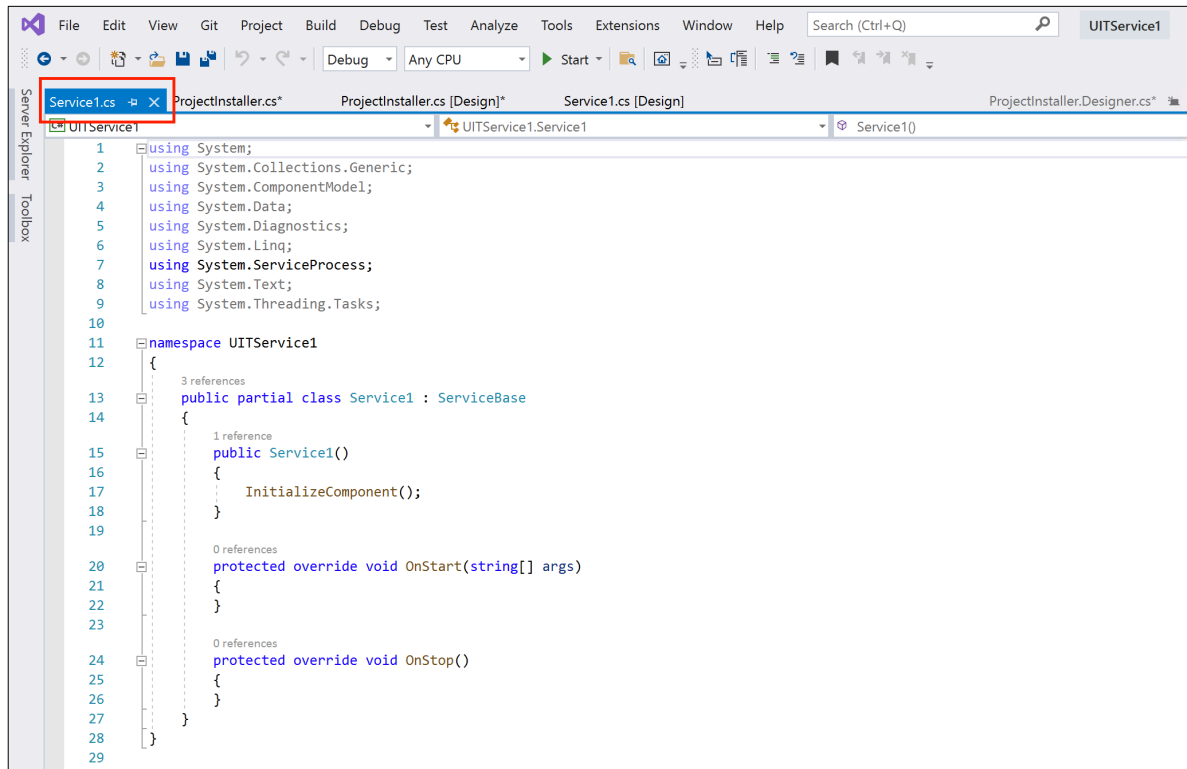 File Edit View Git Project Build Debug Test Analyze Tools Extensions Window Help Search (Ctrl+Q) UITService1
Debug Any CPU Start
Service1.cs ProjectInstaller.cs* ProjectInstaller.cs [Design]* Service1.cs [Design] ProjectInstaller.Designer.cs*
Server Explorer
Toolbox
C# UITService1 UITService1.Service1 Service1()
1 using System;
2 using System.Collections.Generic;
3 using System.ComponentModel;
4 using System.Data;
5 using System.Diagnostics;
6 using System.Linq;
7 using System.ServiceProcess;
8 using System.Text;
9 using System.Threading.Tasks;
10
11 namespace UITService1
12 {
3 references
13 public partial class Service1 : ServiceBase
14 {
1 reference
15 public Service1()
16 {
17 InitializeComponent();
18 }
19
0 references
20 protected override void OnStart(string[] args)
21 {
22 }
23
0 references
24 protected override void OnStop()
25 {
26 }
27 }
28 }
29